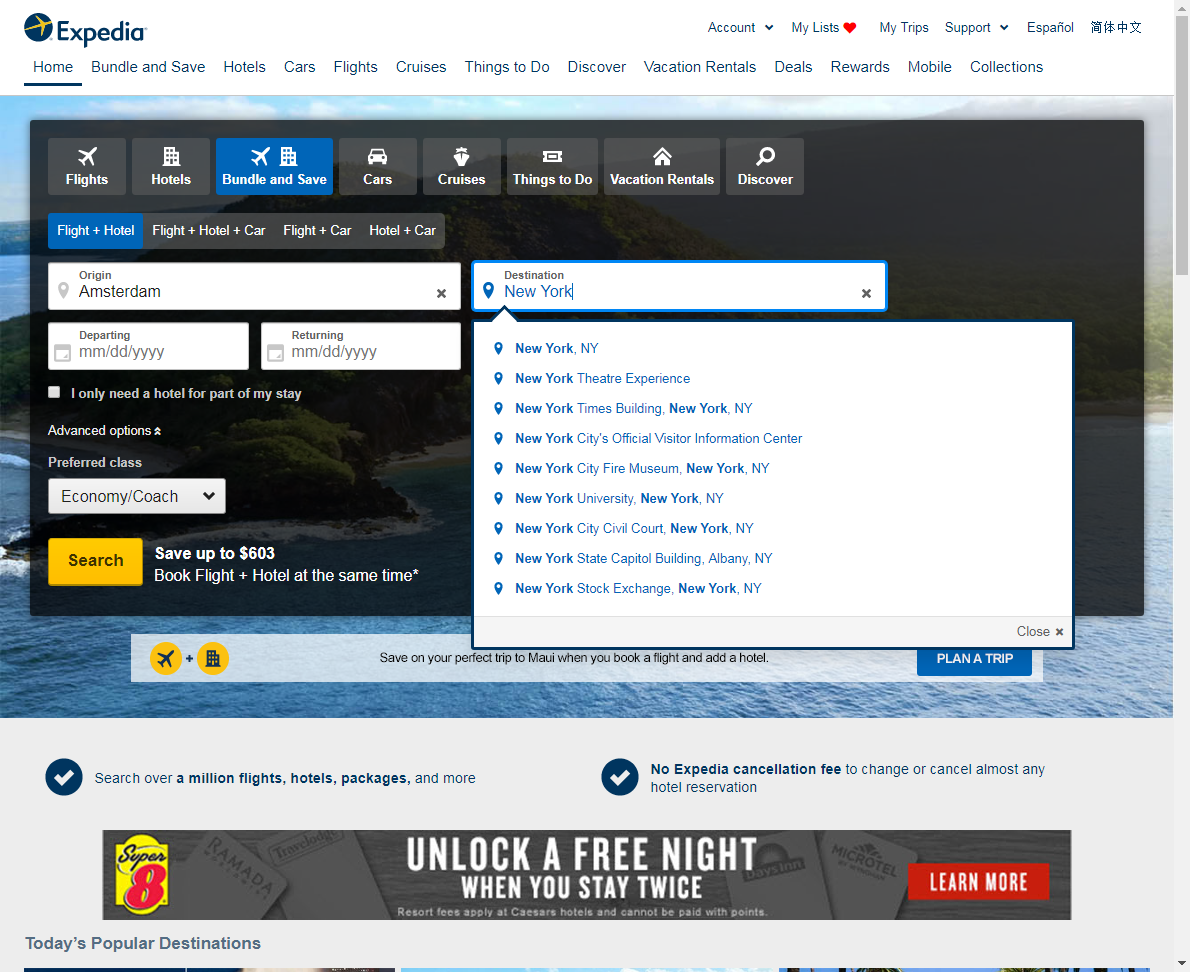 Expedia
Account
My Lists
My Trips
Support
Español
简体中文
Home
Bundle and Save
Hotels
Cars
Flights
Cruises
Things to Do
Discover
Vacation Rentals
Deals
Rewards
Mobile
Collections
Flights
Hotels
Bundle and Save
Cars
Cruises
Things to Do
Vacation Rentals
Discover
Flight + Hotel
Flight + Hotel + Car
Flight + Car
Hotel + Car
Origin
Amsterdam
Destination
New York
Departing
mm/dd/yyyy
Returning
mm/dd/yyyy
I only need a hotel for part of my stay
Advanced options
Preferred class
Economy/Coach
Search
Save up to $603
Book Flight + Hotel at the same time*
New York, NY
New York Theatre Experience
New York Times Building, New York, NY
New York City's Official Visitor Information Center
New York City Fire Museum, New York, NY
New York University, New York, NY
New York City Civil Court, New York, NY
New York State Capitol Building, Albany, NY
New York Stock Exchange, New York, NY
Close
+
Save on your perfect trip to Maui when you book a flight and add a hotel.
PLAN A TRIP
Search over a million flights, hotels, packages, and more
No Expedia cancellation fee to change or cancel almost any
hotel reservation
Super
8
RAMADA
Travelodge
UNLOCK A FREE NIGHT
WHEN YOU STAY TWICE
Resort fees apply at Caesars hotels and cannot be paid with points.
Days Inn
MICROTEL
LEARN MORE
Today's Popular Destinations